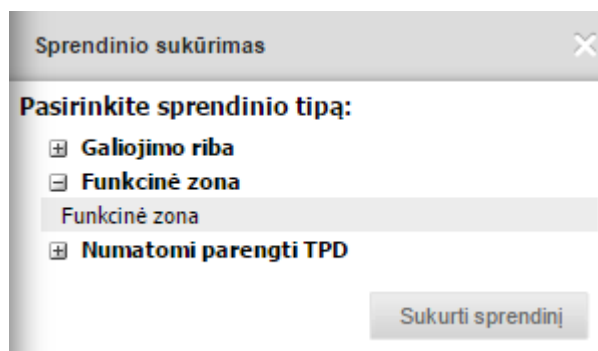 Sprendinio sukūrimas
Pasirinkite sprendinio tipą:
Galiojimo riba
Funkcinė zona
Funkcinė zona
Numatomi parengti TPD
Sukurti sprendinį